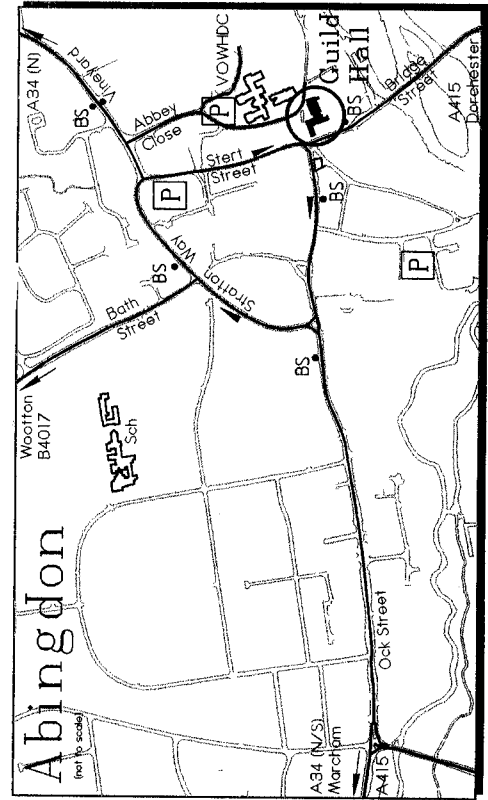 Abingdon
(not to scale)
Wootton
B4017
Sch
Bath
Street
BS
Stratton Way
BS
A34 (N)
Vineyard
BS
Abbey
Close
P
VOWHDC
P
Stert
Street
Guild
Hall
BS
Bridge
Street
A415
Dorchester
BS
P
Ock Street
A34 (N/S)
Marcham
A415